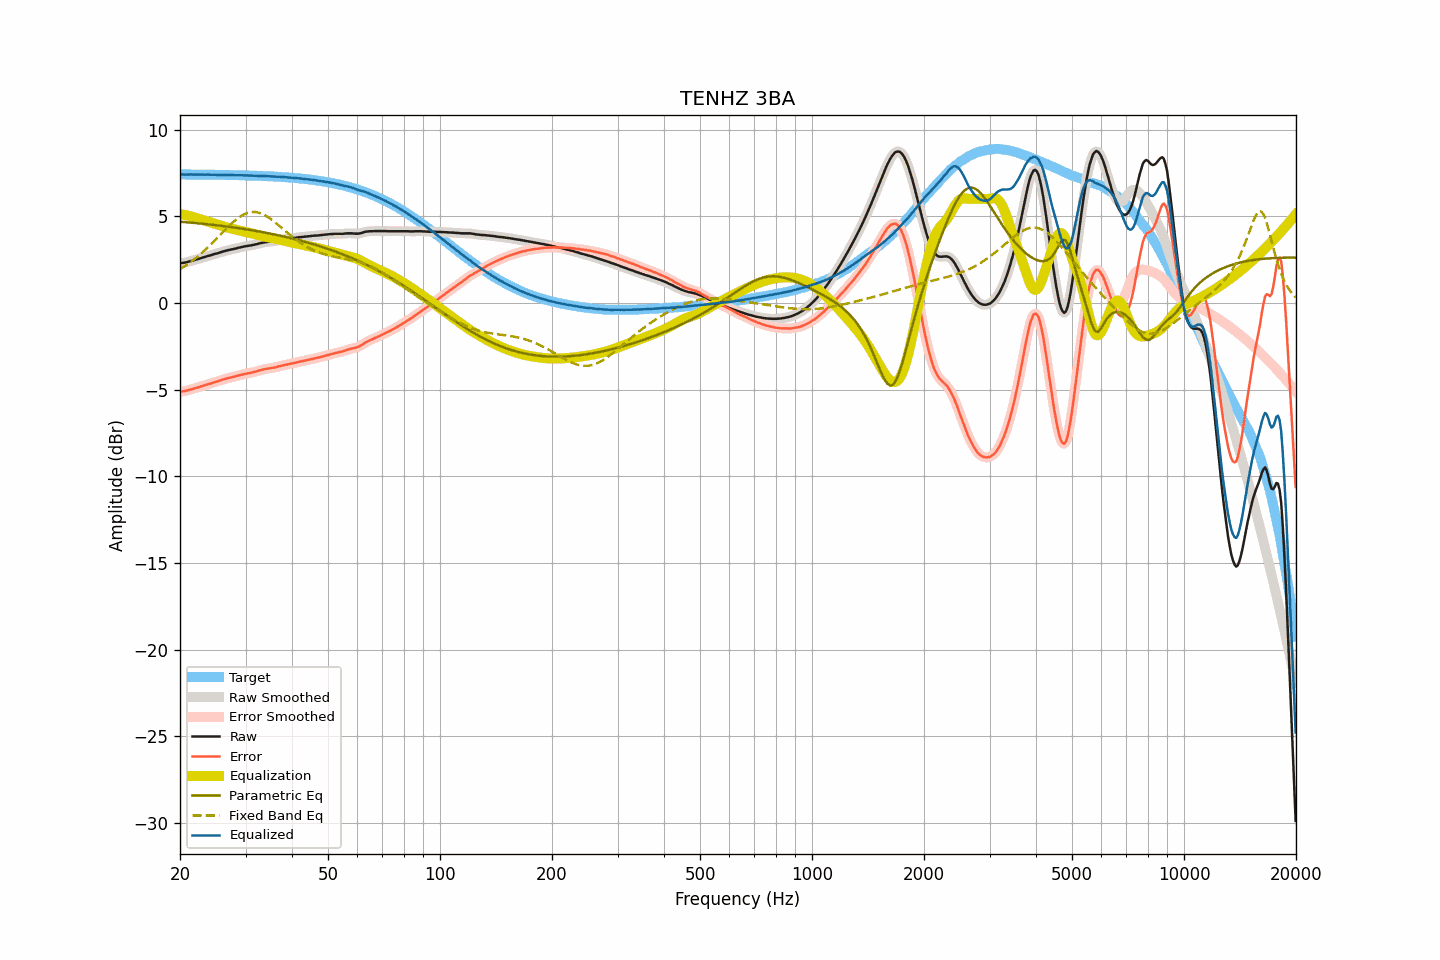 TENHZ 3BA
10
5
0
−5
−10
−15
−20
−25
−30
Amplitude (dBr)
Target
Raw Smoothed
Error Smoothed
Raw
Error
Equalization
Parametric Eq
Fixed Band Eq
Equalized
20 50 100 200 500 1000 2000 5000 10000 20000
Frequency (Hz)